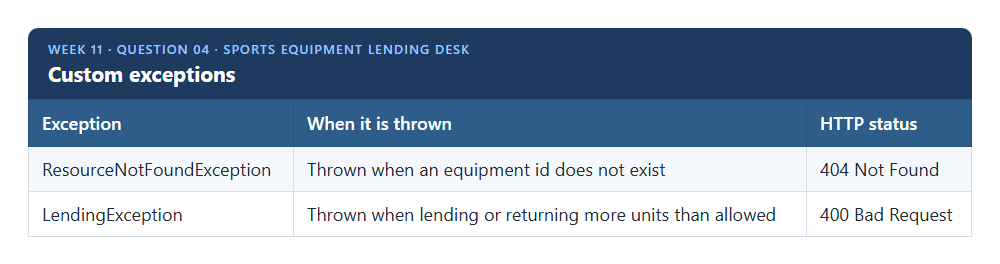 WEEK 11 · QUESTION 04 · SPORTS EQUIPMENT LENDING DESK
Custom exceptions
Exception When it is thrown HTTP status
ResourceNotFoundException Thrown when an equipment id does not exist 404 Not Found
LendingException Thrown when lending or returning more units than allowed 400 Bad Request